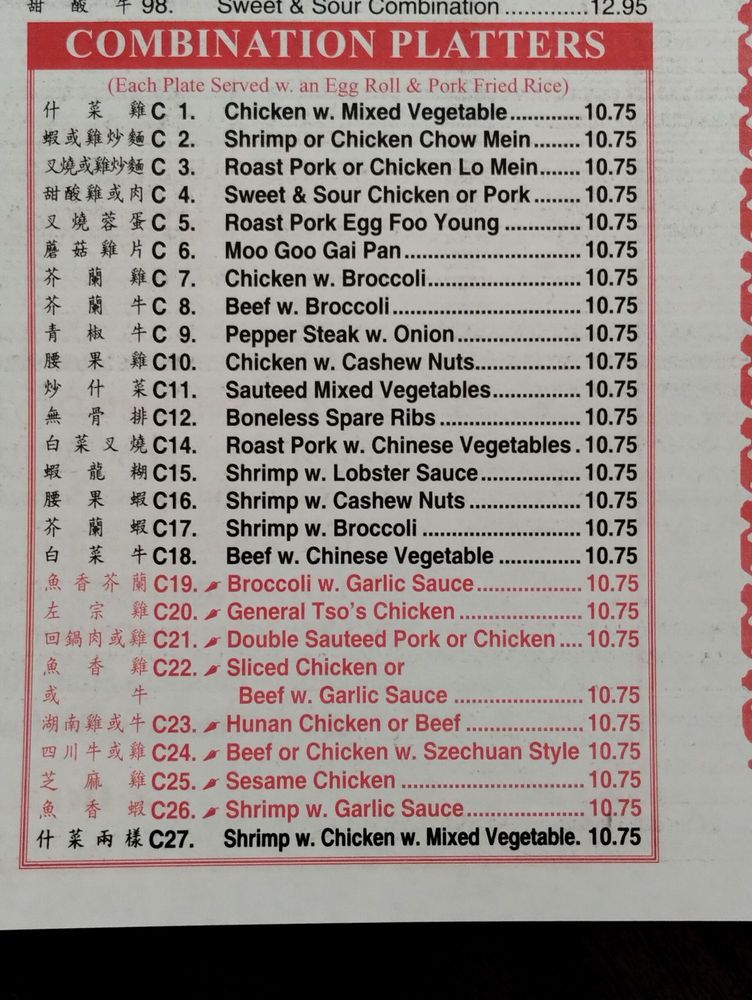 甜酸牛 98. Sweet & Sour Combination ............12.95
COMBINATION PLATTERS
(Each Plate Served w. an Egg Roll & Pork Fried Rice)
什菜雞 C 1. Chicken w. Mixed Vegetable............ 10.75
蝦或雞炒麵 C 2. Shrimp or Chicken Chow Mein........ 10.75
叉燒或雞炒麵 C 3. Roast Pork or Chicken Lo Mein....... 10.75
甜酸雞或肉 C 4. Sweet & Sour Chicken or Pork ........ 10.75
叉燒蓉蛋 C 5. Roast Pork Egg Foo Young ............. 10.75
蘑菇雞片 C 6. Moo Goo Gai Pan.............................. 10.75
芥蘭雞 C 7. Chicken w. Broccoli.......................... 10.75
芥蘭牛 C 8. Beef w. Broccoli................................ 10.75
青椒牛 C 9. Pepper Steak w. Onion..................... 10.75
腰果雞 C10. Chicken w. Cashew Nuts.................. 10.75
炒什菜 C11. Sauteed Mixed Vegetables............... 10.75
無骨排 C12. Boneless Spare Ribs ........................ 10.75
白菜叉燒 C14. Roast Pork w. Chinese Vegetables . 10.75
蝦龍糊 C15. Shrimp w. Lobster Sauce................. 10.75
腰果蝦 C16. Shrimp w. Cashew Nuts ................... 10.75
芥蘭蝦 C17. Shrimp w. Broccoli ........................... 10.75
白菜牛 C18. Beef w. Chinese Vegetable .............. 10.75
魚香芥蘭 C19. Broccoli w. Garlic Sauce.................. 10.75
左宗雞 C20. General Tso's Chicken ..................... 10.75
回鍋肉或雞 C21. Double Sauteed Pork or Chicken .... 10.75
魚香雞 C22. Sliced Chicken or
或牛 Beef w. Garlic Sauce ..................... 10.75
湖南雞或牛 C23. Hunan Chicken or Beef ................... 10.75
四川牛或雞 C24. Beef or Chicken w. Szechuan Style 10.75
芝麻雞 C25. Sesame Chicken .............................. 10.75
魚香蝦 C26. Shrimp w. Garlic Sauce.................... 10.75
什菜兩樣 C27. Shrimp w. Chicken w. Mixed Vegetable. 10.75